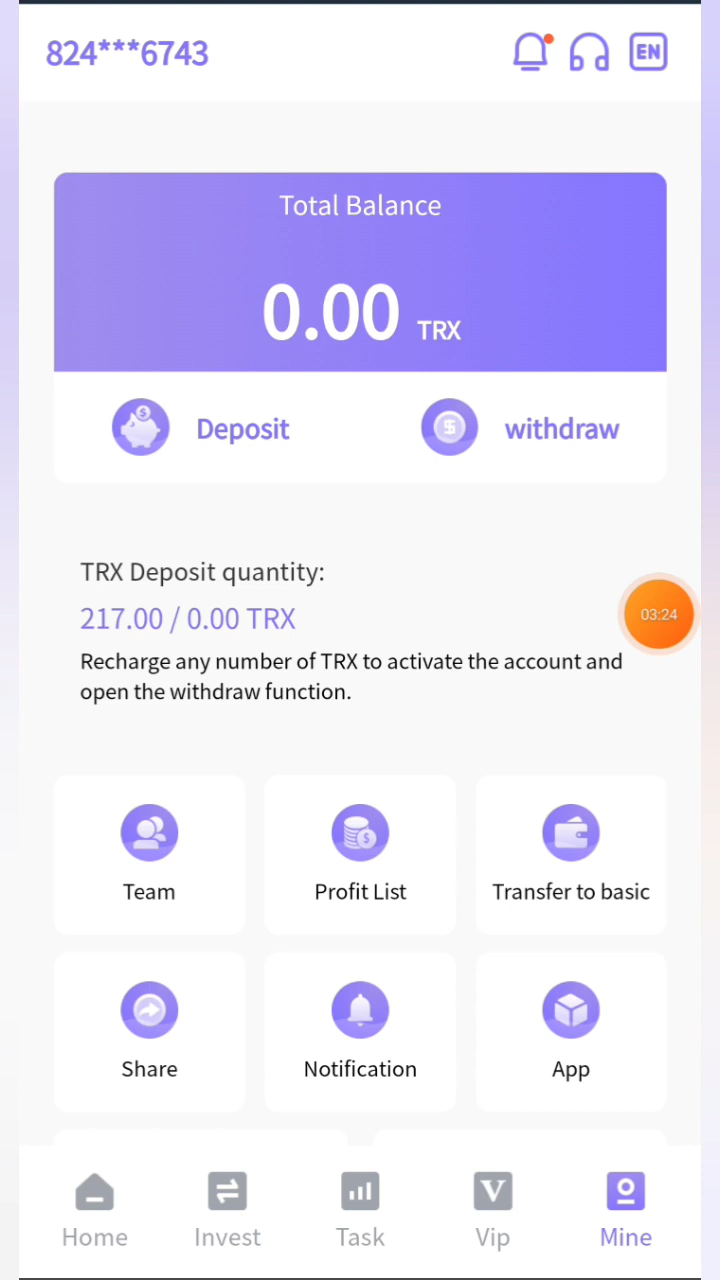 824***6743
EN
Total Balance
0.00 TRX
Deposit
withdraw
TRX Deposit quantity:
217.00 / 0.00 TRX
03:24
Recharge any number of TRX to activate the account and
open the withdraw function.
Team
Profit List
Transfer to basic
Share
Notification
App
Home
Invest
Task
V
Vip
Mine